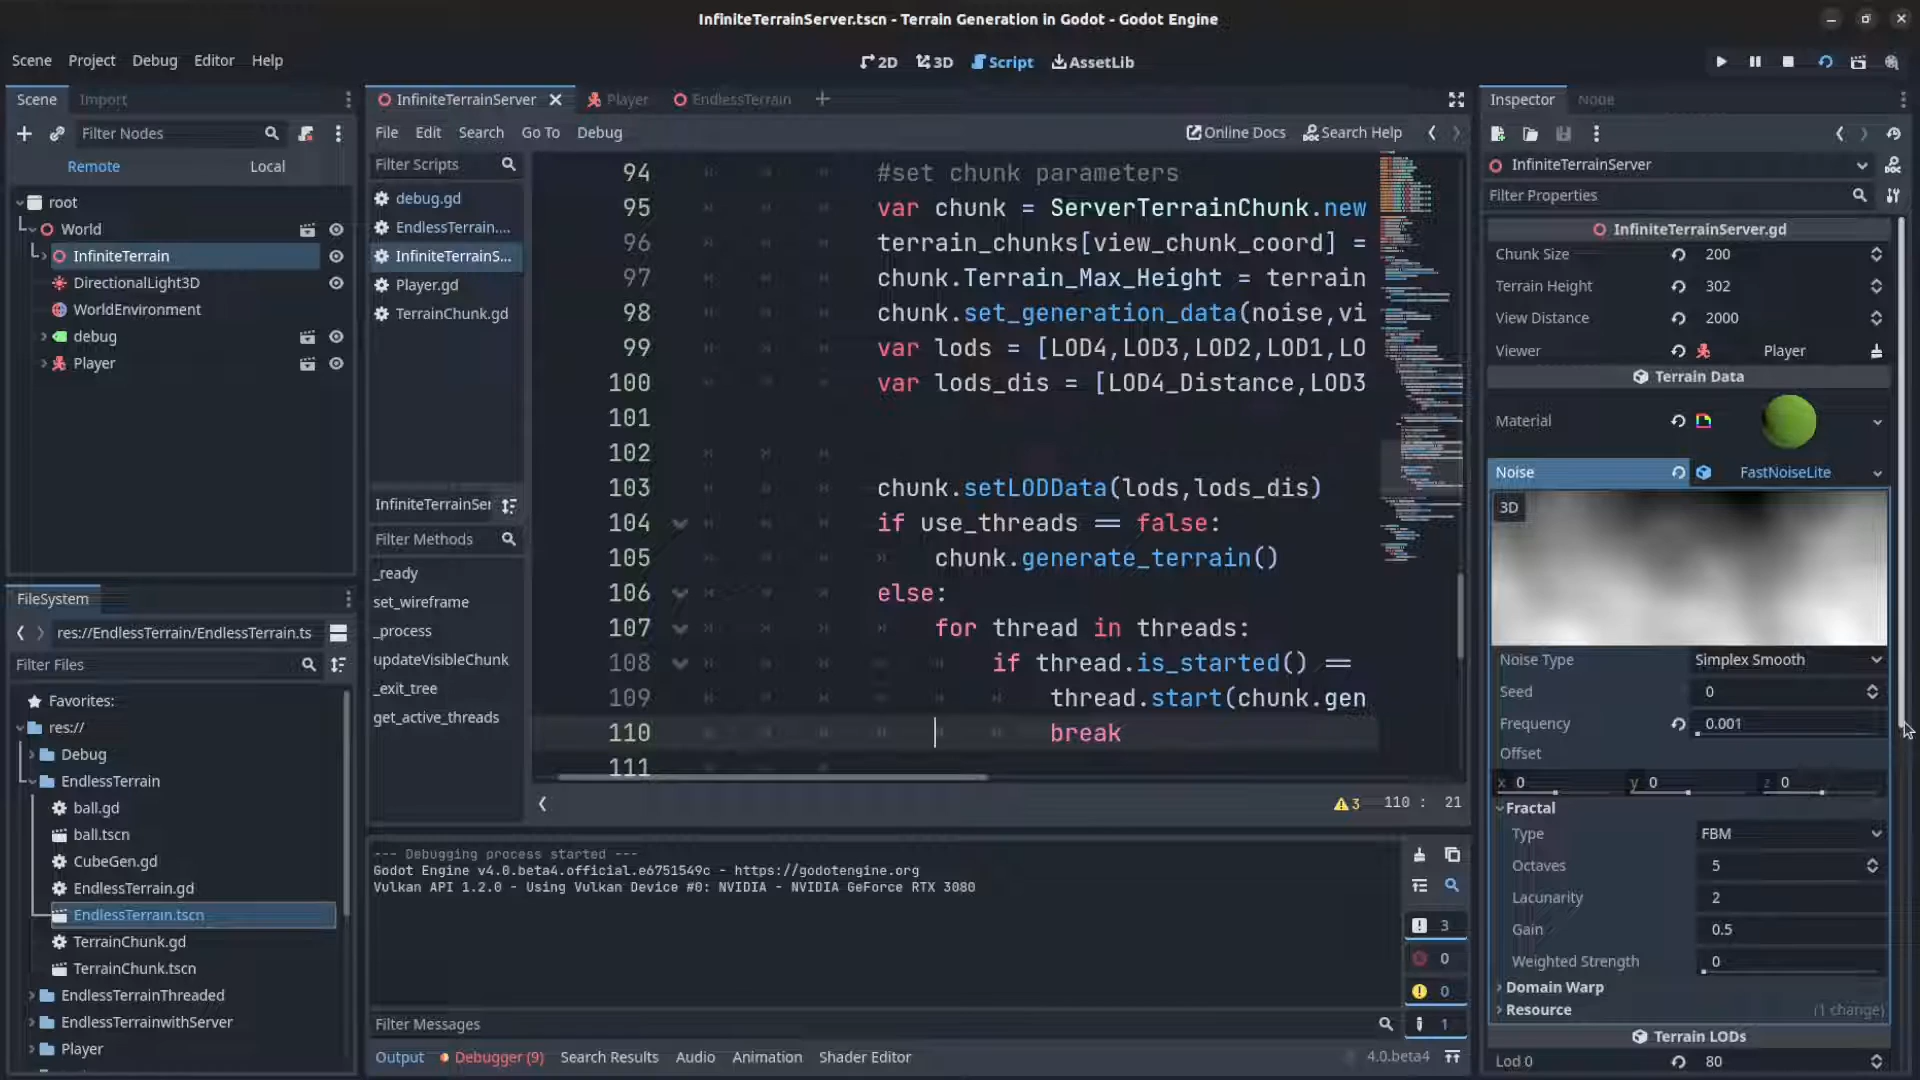 InfiniteTerrainServer.tscn - Terrain Generation in Godot - Godot Engine
Scene Project Debug Editor Help
2D 3D Script AssetLib
Scene Import
Filter Nodes
Remote Local
root
World
InfiniteTerrain
DirectionalLight3D
WorldEnvironment
debug
Player
FileSystem
res://EndlessTerrain/EndlessTerrain.ts
Filter Files
Favorites:
res://
Debug
EndlessTerrain
ball.gd
ball.tscn
CubeGen.gd
EndlessTerrain.gd
EndlessTerrain.tscn
TerrainChunk.gd
TerrainChunk.tscn
EndlessTerrainThreaded
EndlessTerrainwithServer
Player
InfiniteTerrainServer Player EndlessTerrain
File Edit Search Go To Debug Online Docs Search Help
Filter Scripts
debug.gd
EndlessTerrain....
InfiniteTerrainS...
Player.gd
TerrainChunk.gd
InfiniteTerrainSer
Filter Methods
_ready
set_wireframe
_process
updateVisibleChunk
_exit_tree
get_active_threads
94 #set chunk parameters
95 var chunk = ServerTerrainChunk.new
96 terrain_chunks[view_chunk_coord] =
97 chunk.Terrain_Max_Height = terrain
98 chunk.set_generation_data(noise,vi
99 var lods = [LOD4,LOD3,LOD2,LOD1,LO
100 var lods_dis = [LOD4_Distance,LOD3
101
102
103 chunk.setLODData(lods,lods_dis)
104 if use_threads == false:
105 chunk.generate_terrain()
106 else:
107 for thread in threads:
108 if thread.is_started() ==
109 thread.start(chunk.gen
110 break
111
3 110 : 21
--- Debugging process started ---
Godot Engine v4.0.beta4.official.e6751549c - https://godotengine.org
Vulkan API 1.2.0 - Using Vulkan Device #0: NVIDIA - NVIDIA GeForce RTX 3080
3
0
0
1
Filter Messages
Output Debugger (9) Search Results Audio Animation Shader Editor 4.0.beta4
Inspector Node
InfiniteTerrainServer
Filter Properties
InfiniteTerrainServer.gd
Chunk Size 200
Terrain Height 302
View Distance 2000
Viewer Player
Terrain Data
Material
Noise FastNoiseLite
3D
Noise Type Simplex Smooth
Seed 0
Frequency 0.001
Offset
x 0 y 0 z 0
Fractal
Type FBM
Octaves 5
Lacunarity 2
Gain 0.5
Weighted Strength 0
Domain Warp
Resource (1 change)
Terrain LODs
Lod 0 80